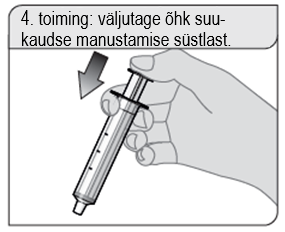 4. toiming: väljutage õhk suu-
kaudse manustamise süstlast.